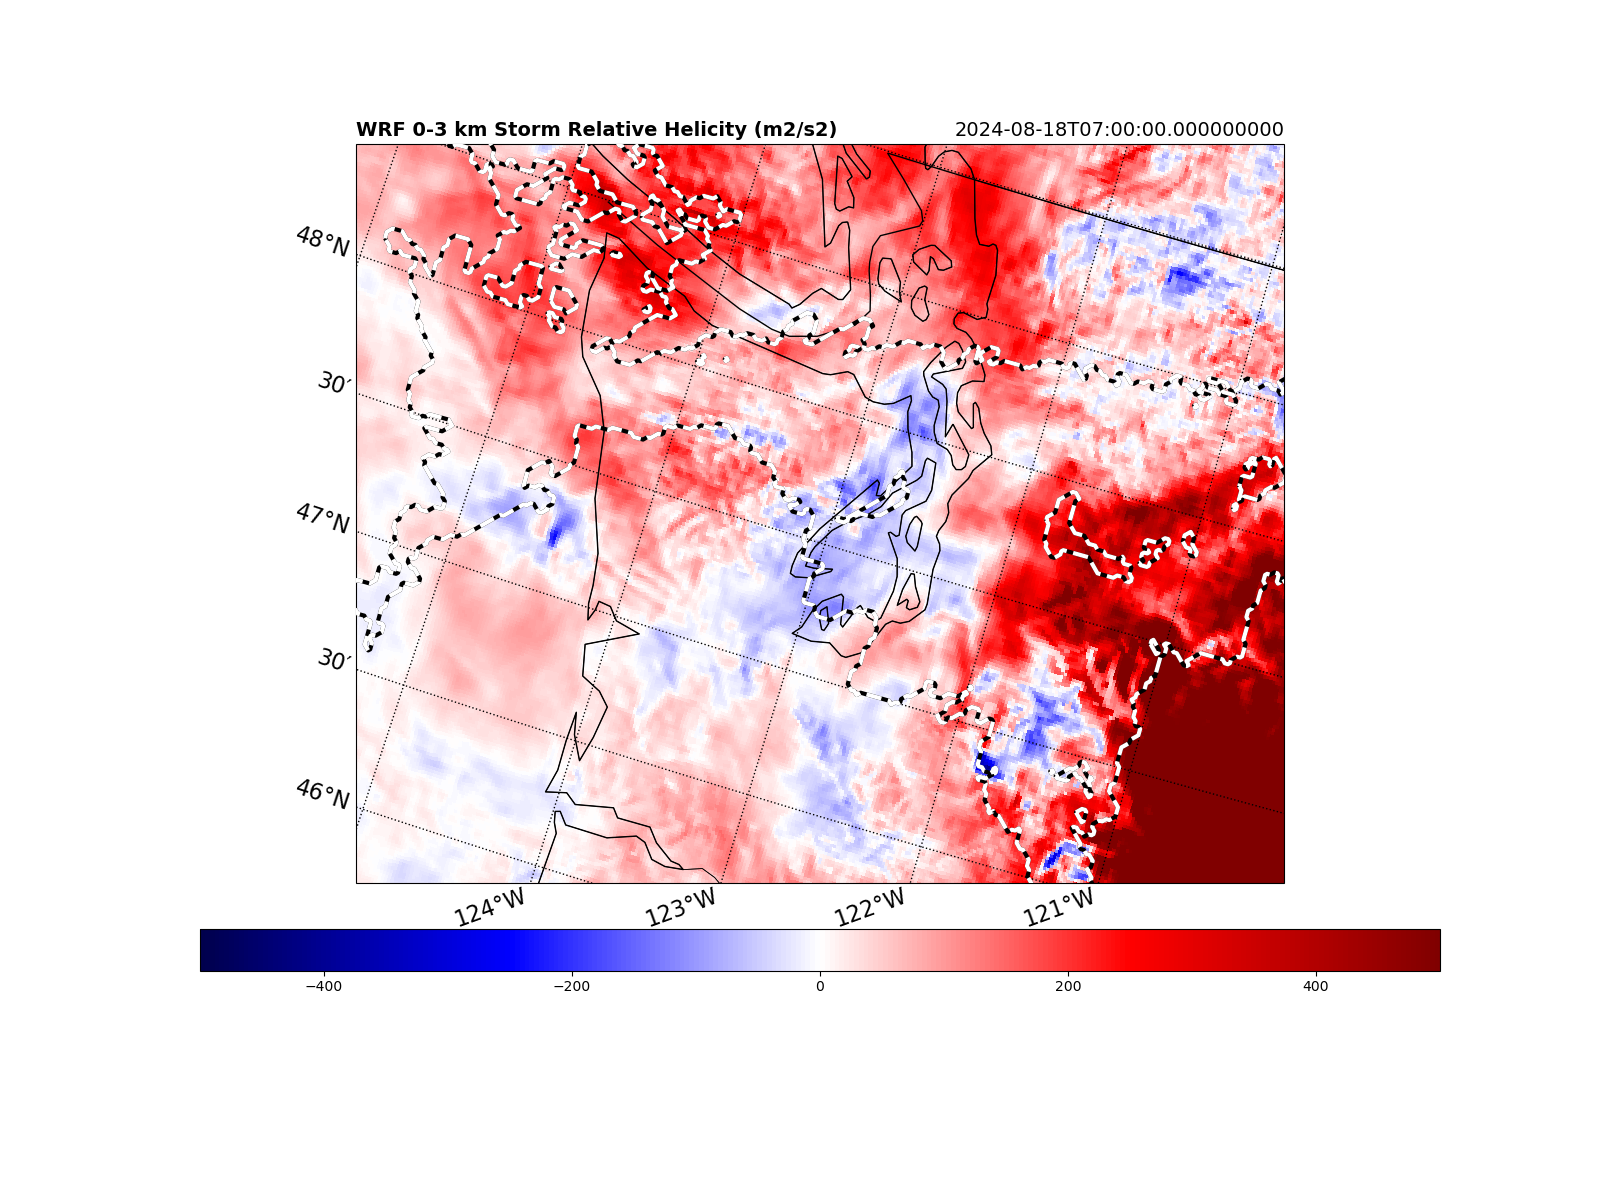 WRF 0-3 km Storm Relative Helicity (m2/s2) 2024-08-18T07:00:00.000000000
48°N
30′
47°N
30′
46°N
124°W 123°W 122°W 121°W
−400 −200 0 200 400